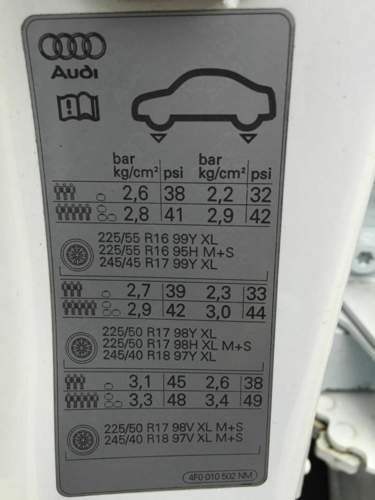 Audi
bar bar
kg/cm² psi kg/cm² psi
2,6 38 2,2 32
2,8 41 2,9 42
225/55 R16 99Y XL
225/55 R16 95H M+S
245/45 R17 99Y XL
2,7 39 2,3 33
2,9 42 3,0 44
225/50 R17 98Y XL
225/50 R17 98H XL M+S
245/40 R18 97Y XL
3,1 45 2,6 38
3,3 48 3,4 49
225/50 R17 98V XL M+S
245/40 R18 97V XL M+S
4F0 010 502 NM